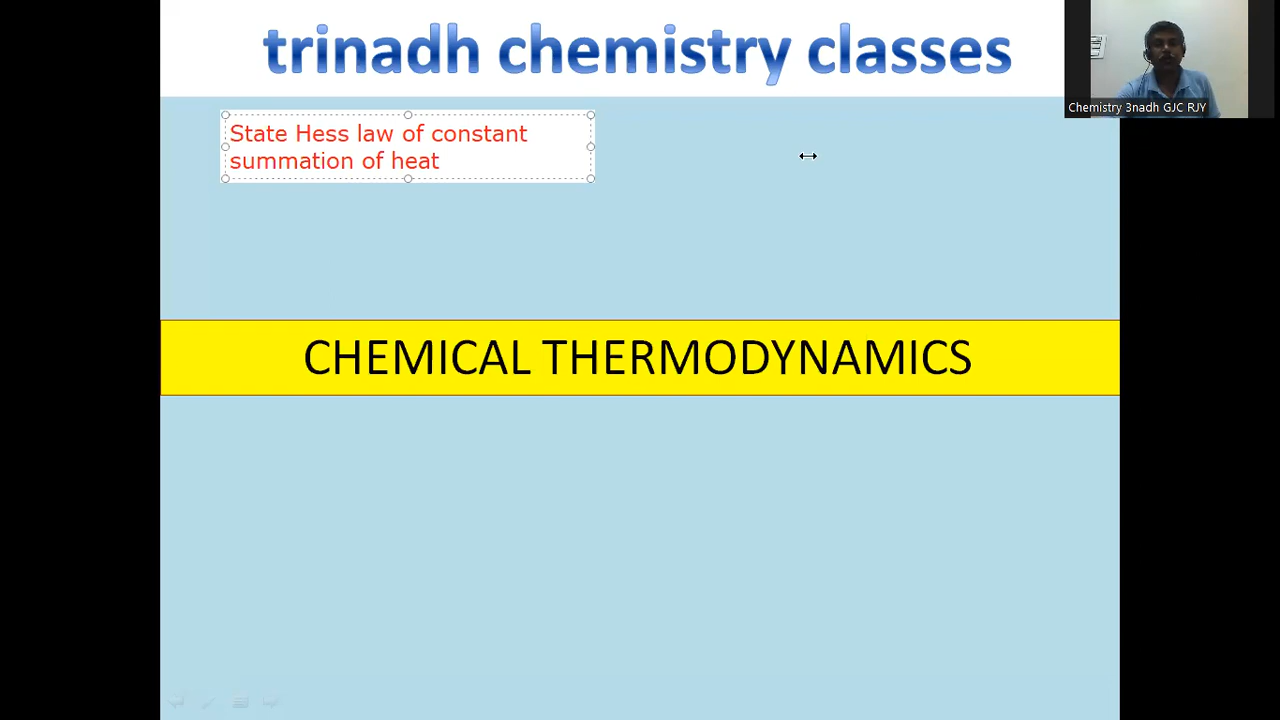 trinadh chemistry classes
Chemistry 3nadh GJC RJY
State Hess law of constant
summation of heat
CHEMICAL THERMODYNAMICS